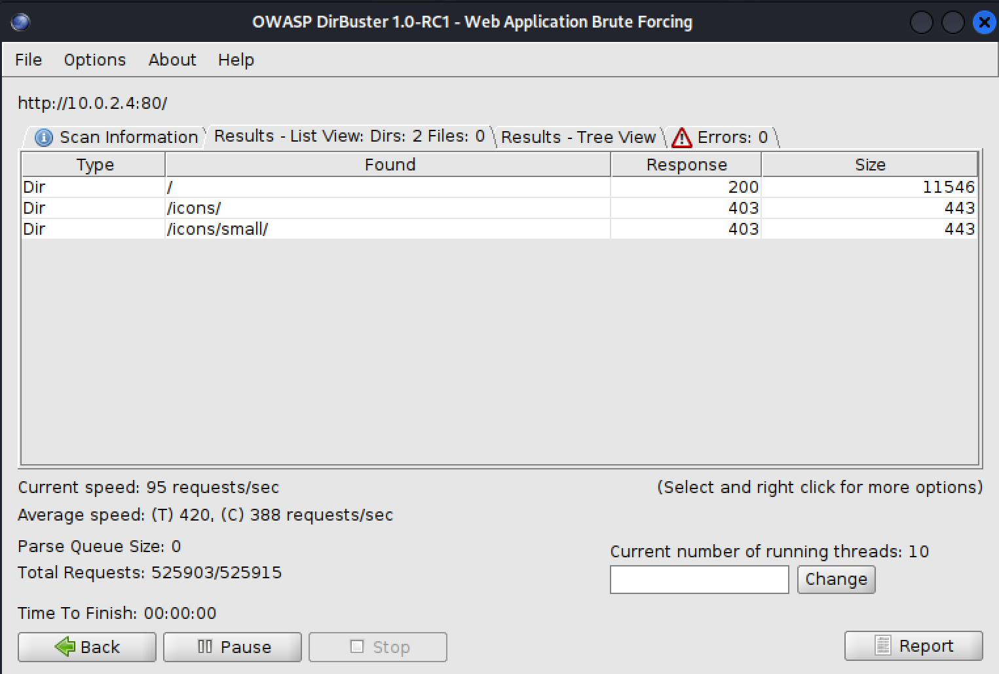 OWASP DirBuster 1.0-RC1 - Web Application Brute Forcing
File Options About Help
http://10.0.2.4:80/
Scan Information Results - List View: Dirs: 2 Files: 0 Results - Tree View Errors: 0
Type Found Response Size
Dir / 200 11546
Dir /icons/ 403 443
Dir /icons/small/ 403 443
Current speed: 95 requests/sec (Select and right click for more options)
Average speed: (T) 420, (C) 388 requests/sec
Parse Queue Size: 0
Current number of running threads: 10
Total Requests: 525903/525915
Change
Time To Finish: 00:00:00
Back Pause Stop Report